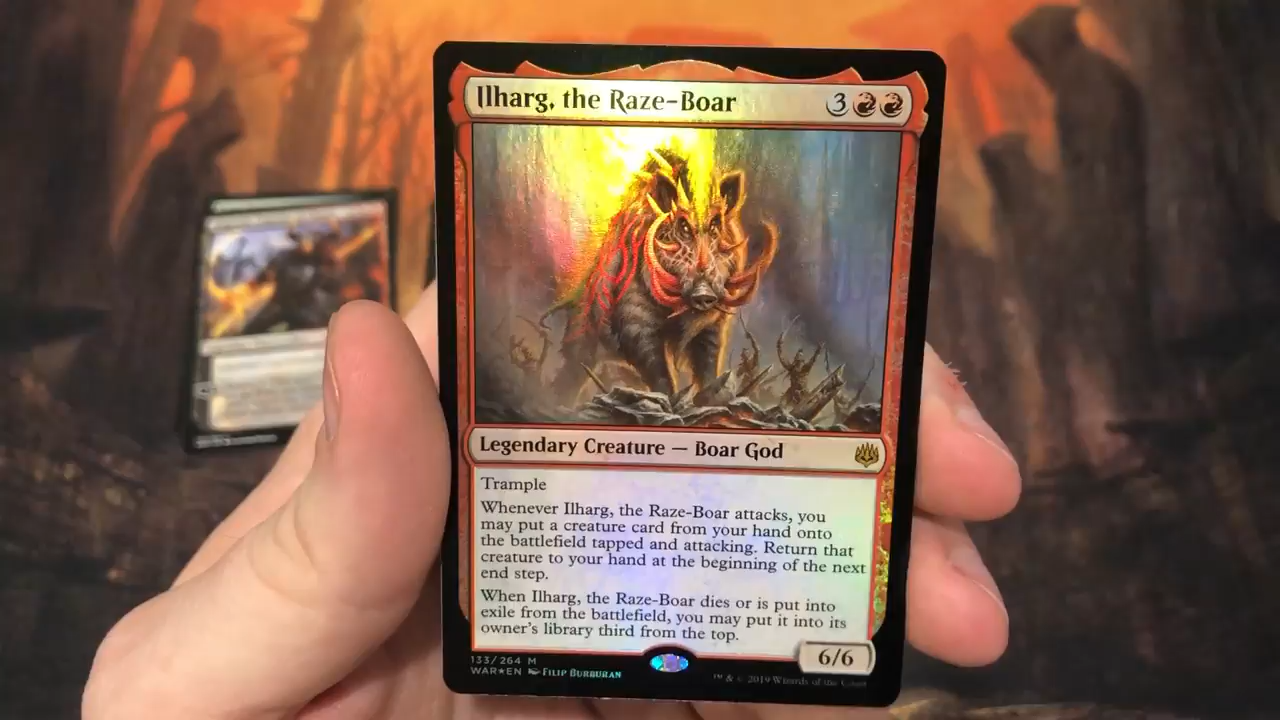 Ilharg, the Raze-Boar 3
Legendary Creature — Boar God
Trample
Whenever Ilharg, the Raze-Boar attacks, you
may put a creature card from your hand onto
the battlefield tapped and attacking. Return that
creature to your hand at the beginning of the next
end step.
When Ilharg, the Raze-Boar dies or is put into
exile from the battlefield, you may put it into its
owner's library third from the top.
6/6
133/264 M
WAR★EN Filip Burburan
™ & © 2019 Wizards of the Coast